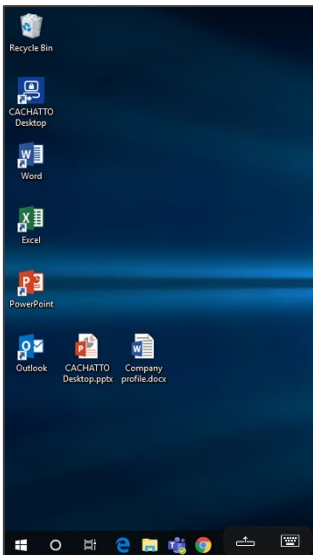 Recycle Bin
CACHATTO
Desktop
Word
Excel
PowerPoint
Outlook
CACHATTO
Desktop.pptx
Company
profile.docx